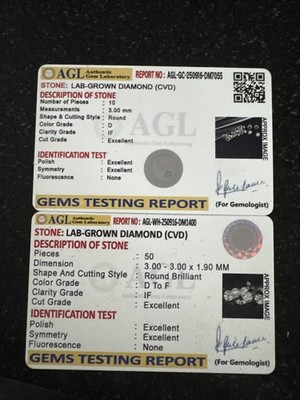 AGL Authentic Gem Laboratory REPORT NO: AGL-GC-250916-DM7055
STONE: LAB-GROWN DIAMOND (CVD)
DESCRIPTION OF STONE
Number of Pieces : 10
Measurements : 3.00 mm
Shape & Cutting Style : Round
Color Grade : D
Clarity Grade : IF
Cut Grade : Excellent
IDENTIFICATION TEST
Polish : Excellent
Symmetry : Excellent
Fluorescence : None
APPROX IMAGE
(For Gemologist)
GEMS TESTING REPORT
AGL Authentic Gem Laboratory REPORT NO: AGL-WH-250916-DM1400
STONE: LAB-GROWN DIAMOND (CVD)
DESCRIPTION OF STONE
Pieces : 50
Dimension : 3.00 - 3.00 x 1.90 MM
Shape And Cutting Style : Round Brilliant
Color Grade : D To F
Clarity Grade : IF
Cut Grade : Excellent
IDENTIFICATION TEST
Polish : Excellent
Symmetry : Excellent
Fluorescence : None
APPROX IMAGE
(For Gemologist)
GEMS TESTING REPORT